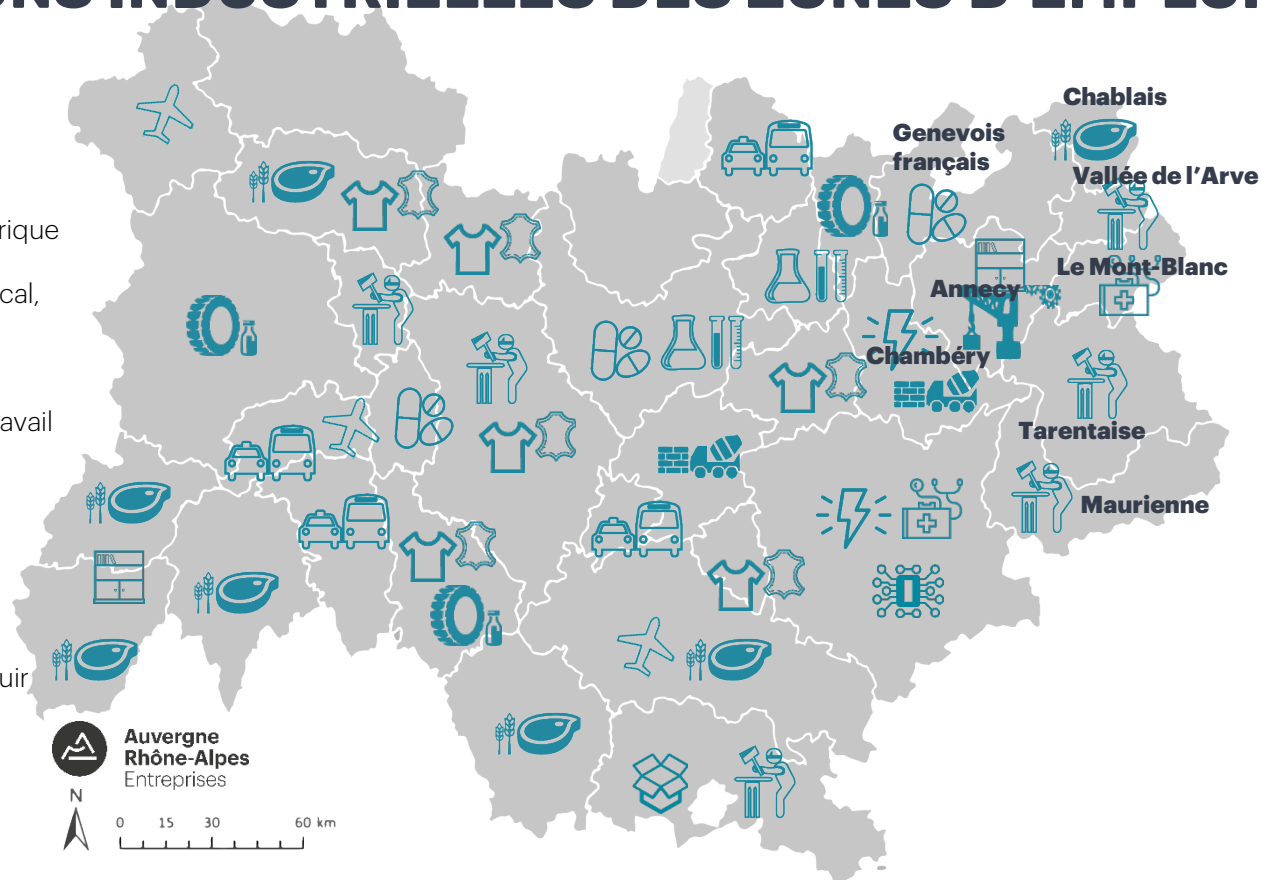 Chablais
Genevois
français
Vallée de l'Arve
rique
Le Mont-Blanc
cal,
Annecy
Chambéry
avail
Tarentaise
Maurienne
uir
Auvergne
Rhône-Alpes
Entreprises
N
0 15 30 60 km